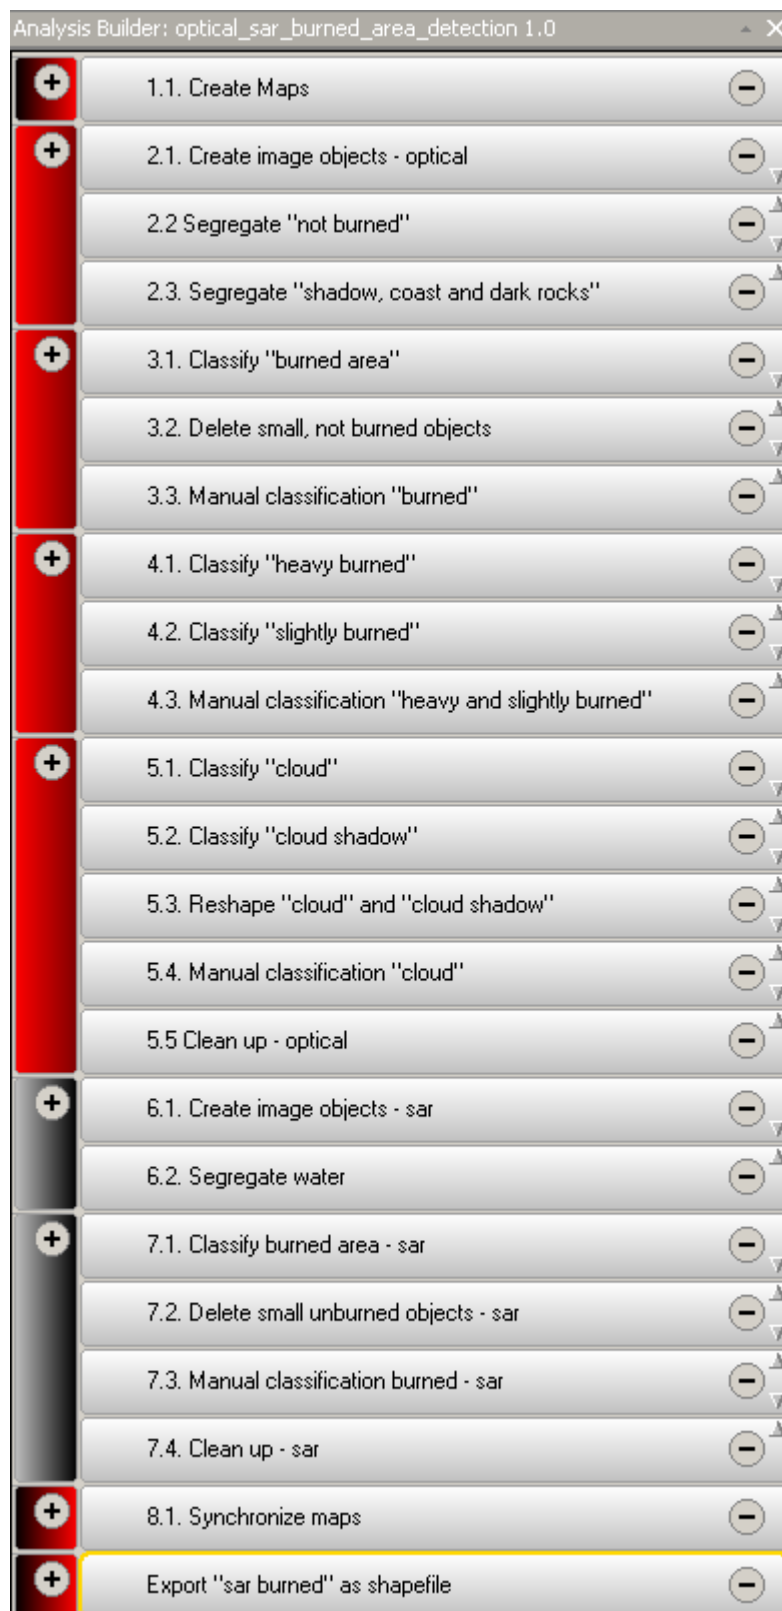 Analysis Builder: optical_sar_burned_area_detection 1.0
1.1. Create Maps
2.1. Create image objects - optical
2.2 Segregate "not burned"
2.3. Segregate "shadow, coast and dark rocks"
3.1. Classify "burned area"
3.2. Delete small, not burned objects
3.3. Manual classification "burned"
4.1. Classify "heavy burned"
4.2. Classify "slightly burned"
4.3. Manual classification "heavy and slightly burned"
5.1. Classify "cloud"
5.2. Classify "cloud shadow"
5.3. Reshape "cloud" and "cloud shadow"
5.4. Manual classification "cloud"
5.5 Clean up - optical
6.1. Create image objects - sar
6.2. Segregate water
7.1. Classify burned area - sar
7.2. Delete small unburned objects - sar
7.3. Manual classification burned - sar
7.4. Clean up - sar
8.1. Synchronize maps
Export "sar burned" as shapefile